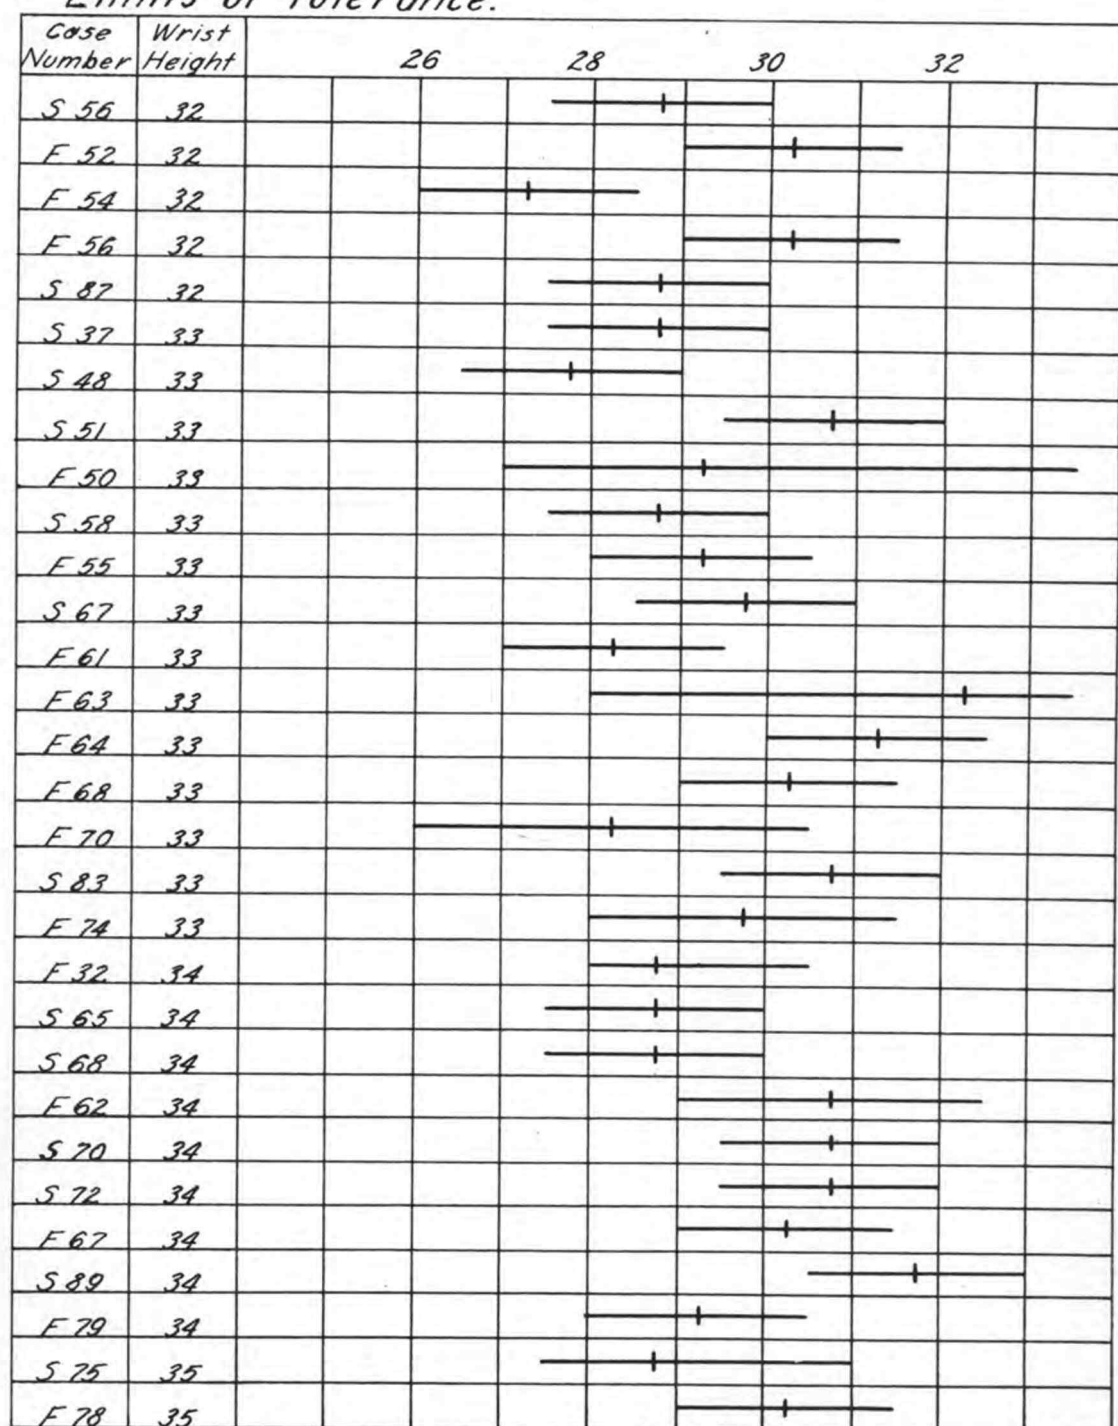 Limits of Tolerance.
Case Number Wrist Height 26 28 30 32
S 56 32
F 52 32
F 54 32
F 56 32
S 87 32
S 37 33
S 48 33
S 51 33
F 50 33
S 58 33
F 55 33
S 67 33
F 61 33
F 63 33
F 64 33
F 68 33
F 70 33
S 83 33
F 74 33
F 32 34
S 65 34
S 68 34
F 62 34
S 70 34
S 72 34
F 67 34
S 89 34
F 79 34
S 75 35
F 78 35